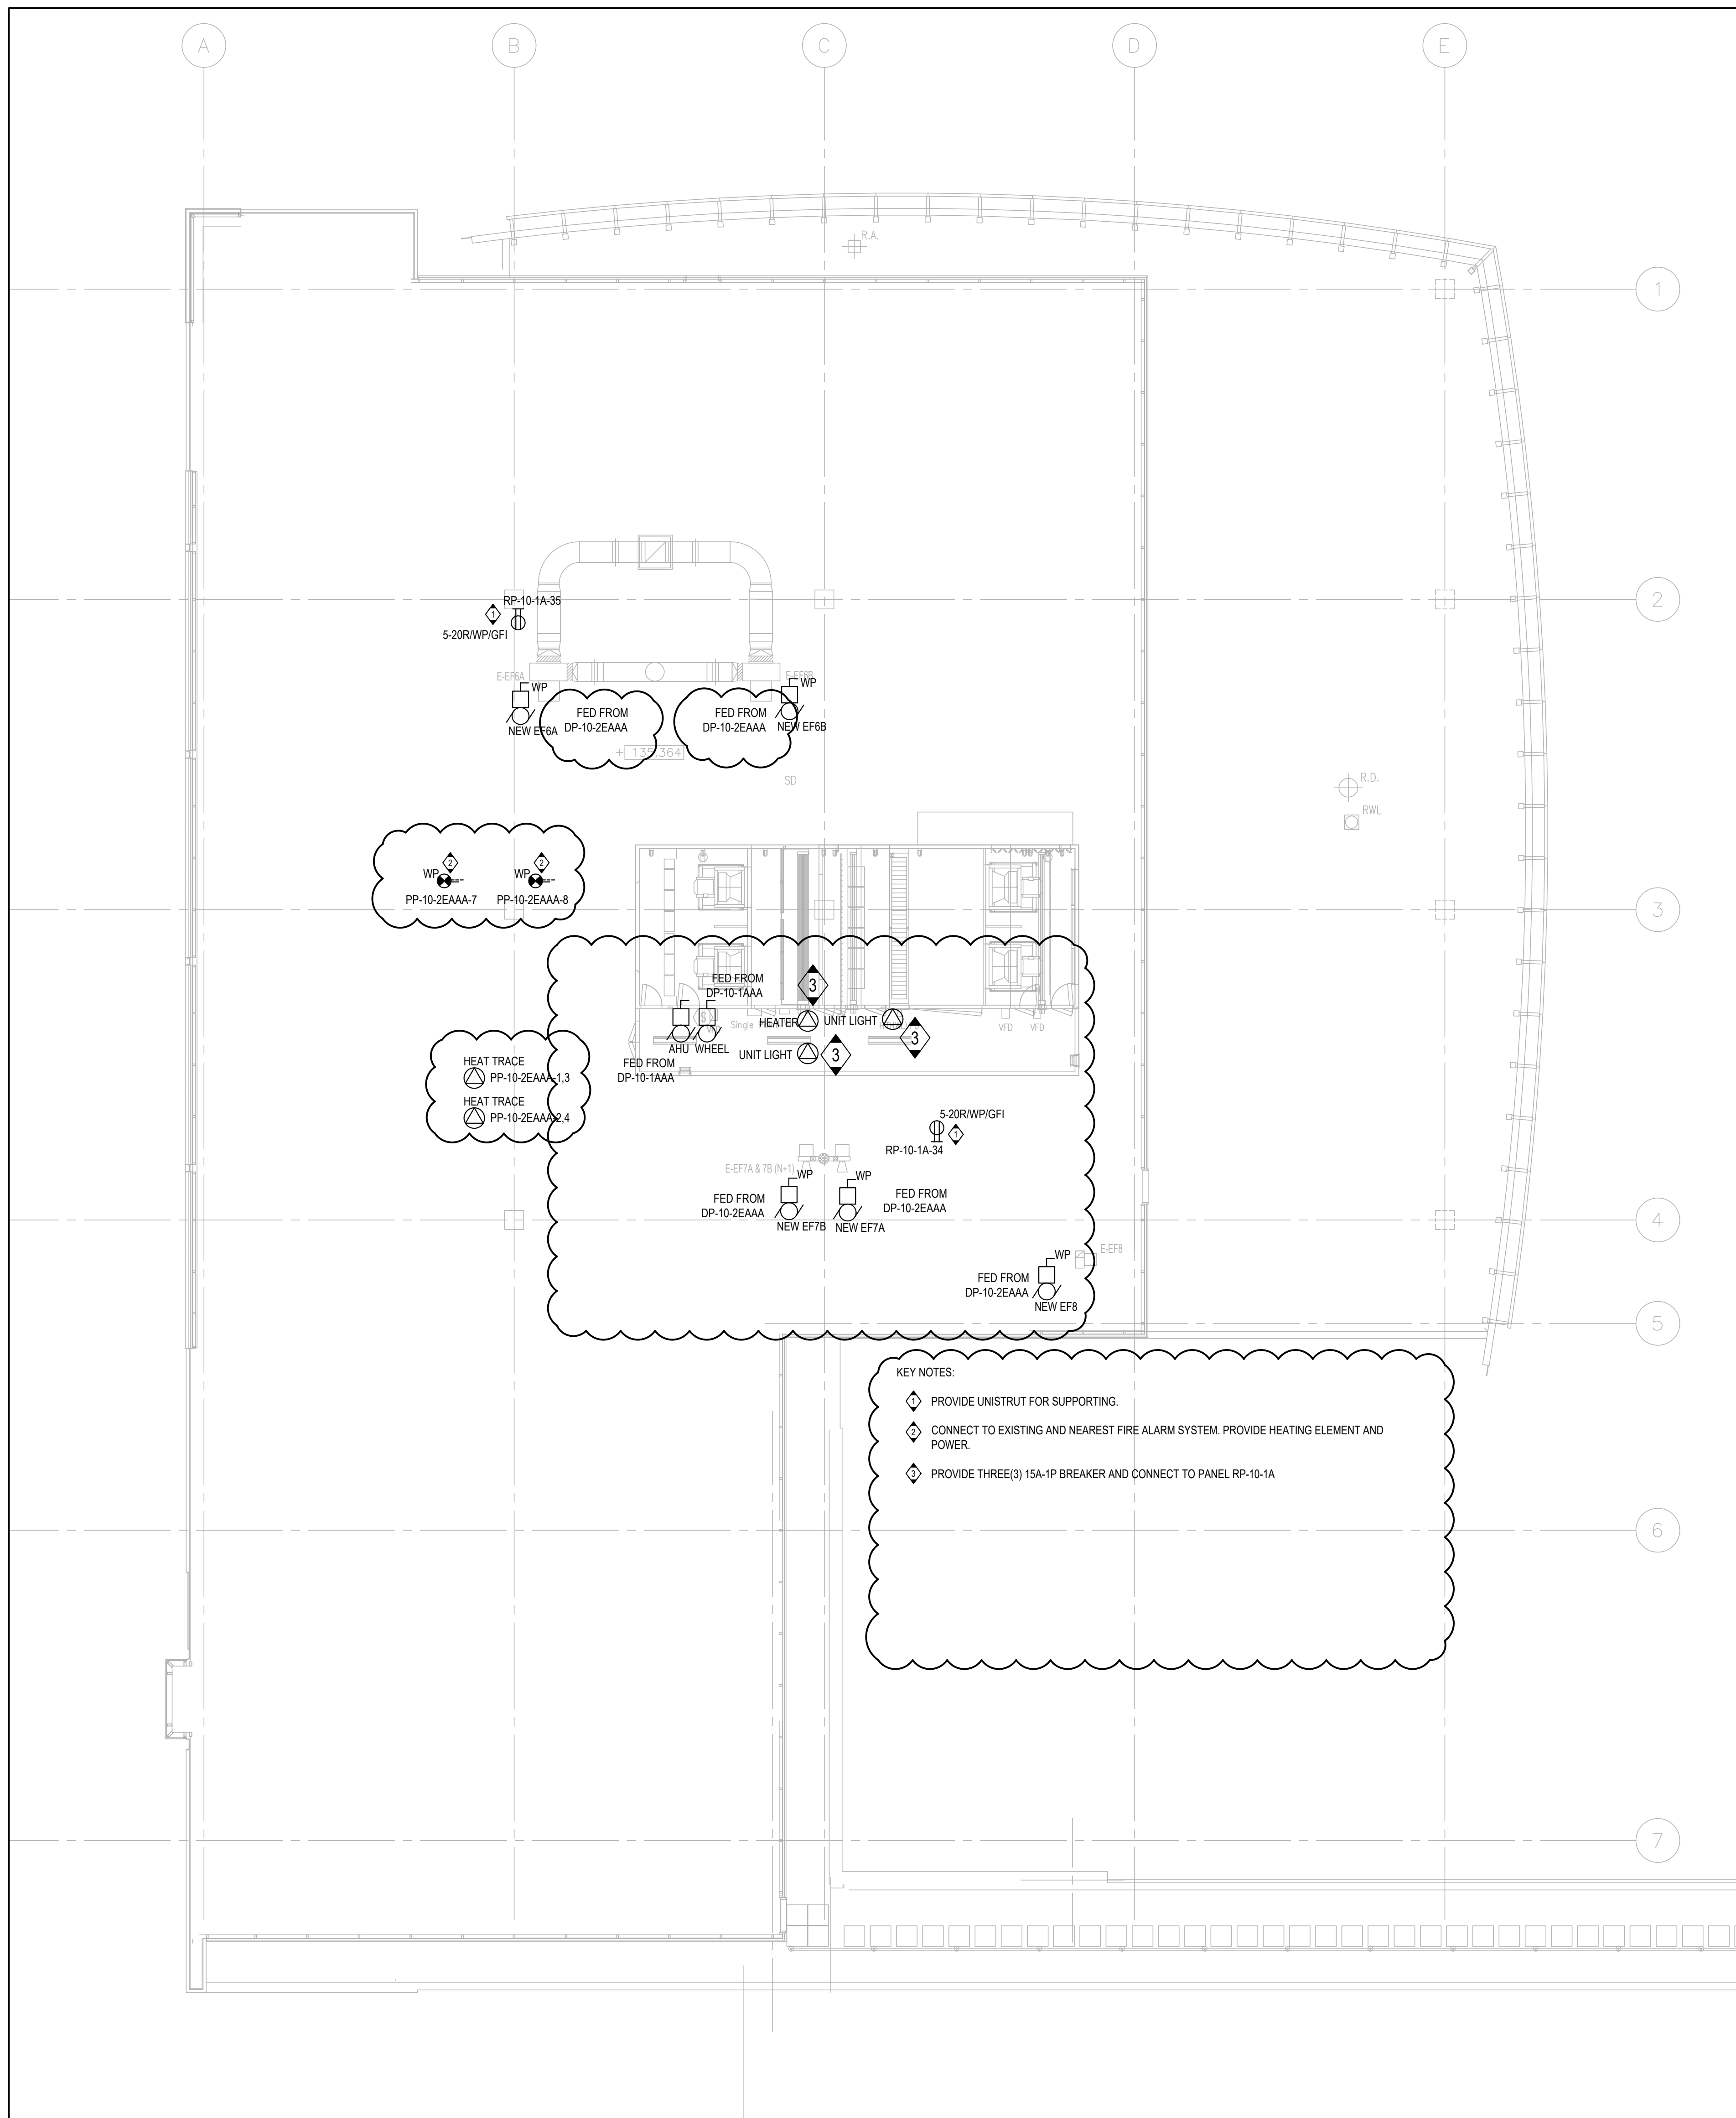 A
B
C
D
E
R.A.
1
2
RP-10-1A-35
1
5-20R/WP/GFI
E-EF6A
WP
NEW EF6A
FED FROM
DP-10-2EAAA
FED FROM
DP-10-2EAAA
E-EF6B
WP
NEW EF6B
+ 135.364
SD
R.D.
RWL
2
WP
PP-10-2EAAA-7
2
WP
PP-10-2EAAA-8
3
FED FROM
DP-10-1AAA
3
HEATER
UNIT LIGHT
3
Single
VFD
VFD
AHU
WHEEL
UNIT LIGHT
3
FED FROM
DP-10-1AAA
HEAT TRACE
PP-10-2EAAA-1,3
HEAT TRACE
PP-10-2EAAA-2,4
5-20R/WP/GFI
1
RP-10-1A-34
E-EF7A & 7B (N+1)
WP
WP
FED FROM
DP-10-2EAAA
NEW EF7B
NEW EF7A
FED FROM
DP-10-2EAAA
4
WP
E-EF8
FED FROM
DP-10-2EAAA
NEW EF8
5
KEY NOTES:
1 PROVIDE UNISTRUT FOR SUPPORTING.
2 CONNECT TO EXISTING AND NEAREST FIRE ALARM SYSTEM. PROVIDE HEATING ELEMENT AND
POWER.
3 PROVIDE THREE(3) 15A-1P BREAKER AND CONNECT TO PANEL RP-10-1A
6
7